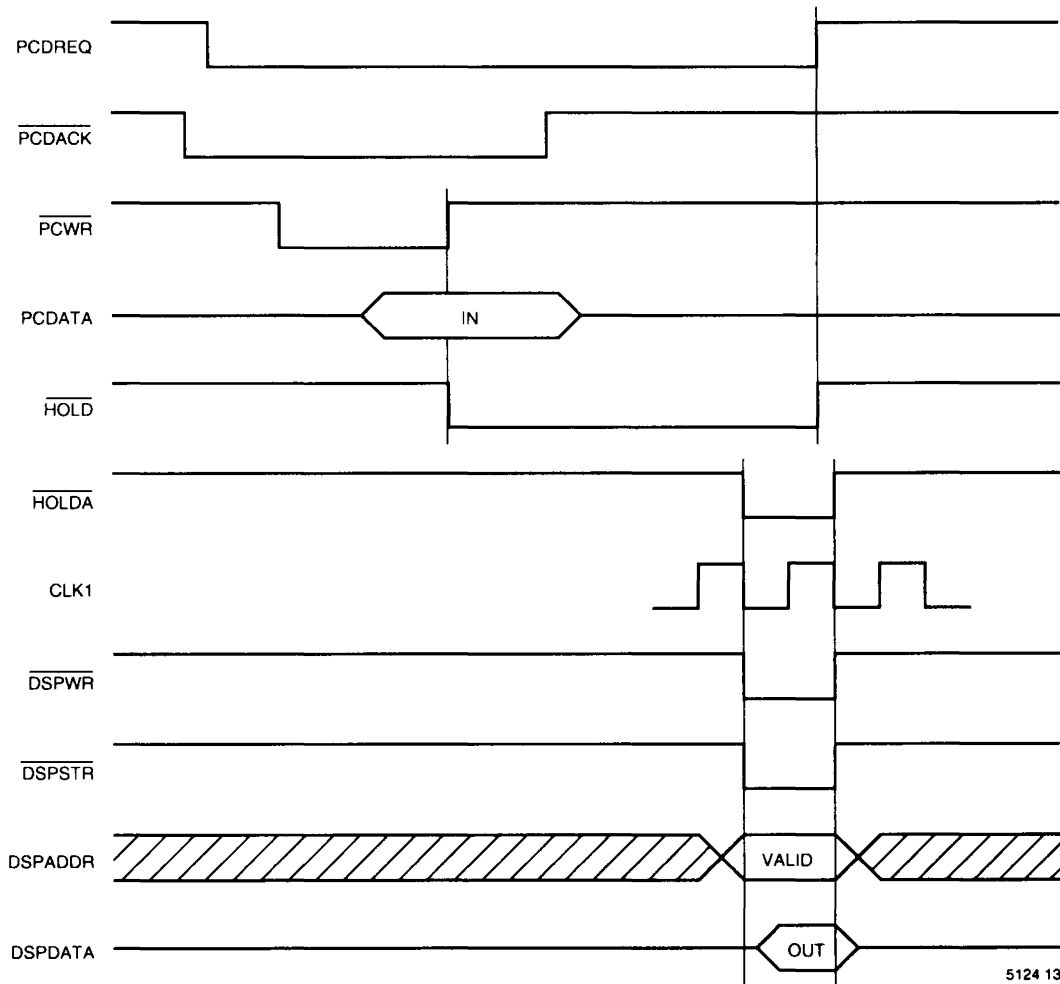 PCDREQ
PCDACK
PCWR
PCDATA
IN
HOLD
HOLDA
CLK1
DSPWR
DSPSTR
DSPADDR
VALID
DSPDATA
OUT
5124 13